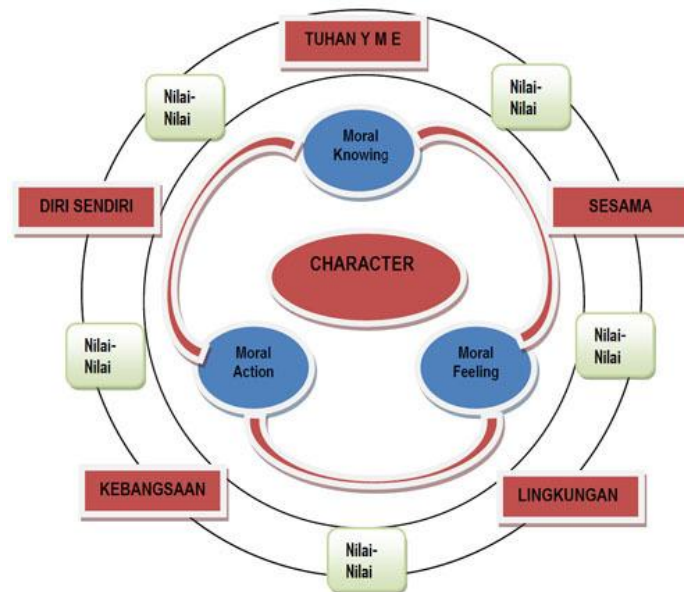 TUHAN Y M E
Nilai-
Nilai
Nilai-
Nilai
Moral
Knowing
DIRI SENDIRI
SESAMA
CHARACTER
Nilai-
Nilai
Moral
Action
Moral
Feeling
Nilai-
Nilai
KEBANGSAAN
LINGKUNGAN
Nilai-
Nilai